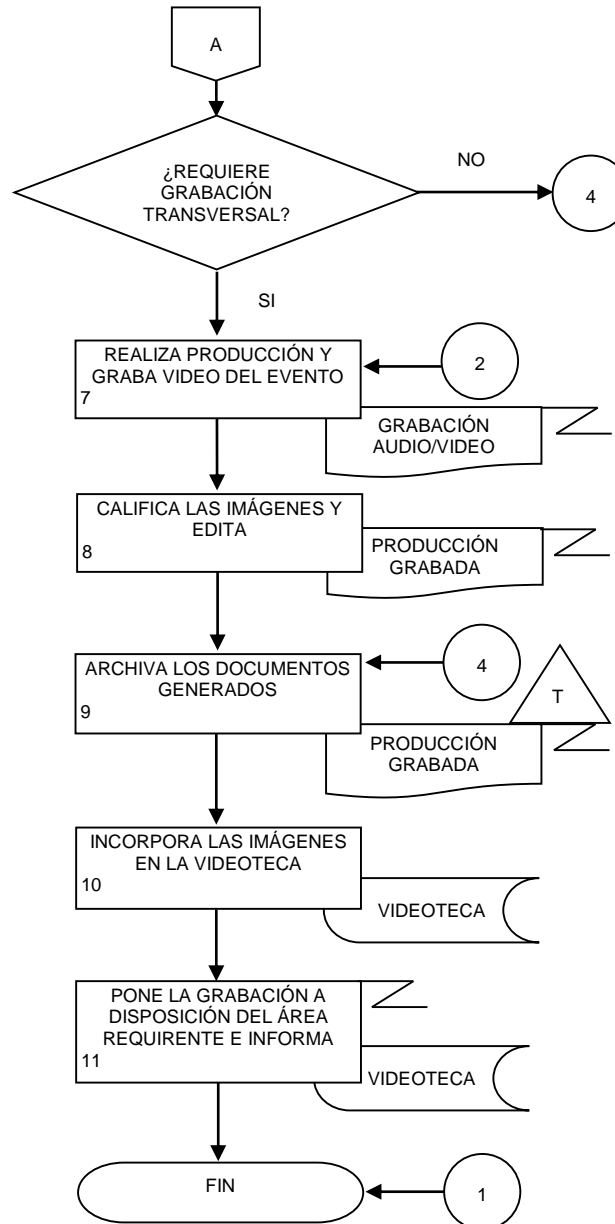 A
¿REQUIERE
GRABACIÓN
TRANSVERSAL?
NO
4
SI
REALIZA PRODUCCIÓN Y
GRABA VIDEO DEL EVENTO
7
2
GRABACIÓN
AUDIO/VIDEO
CALIFICA LAS IMÁGENES Y
EDITA
8
PRODUCCIÓN
GRABADA
ARCHIVA LOS DOCUMENTOS
GENERADOS
9
4
T
PRODUCCIÓN
GRABADA
INCORPORA LAS IMÁGENES
EN LA VIDEOTECA
10
VIDEOTECA
PONE LA GRABACIÓN A
DISPOSICIÓN DEL ÁREA
REQUIRENTE E INFORMA
11
VIDEOTECA
FIN
1